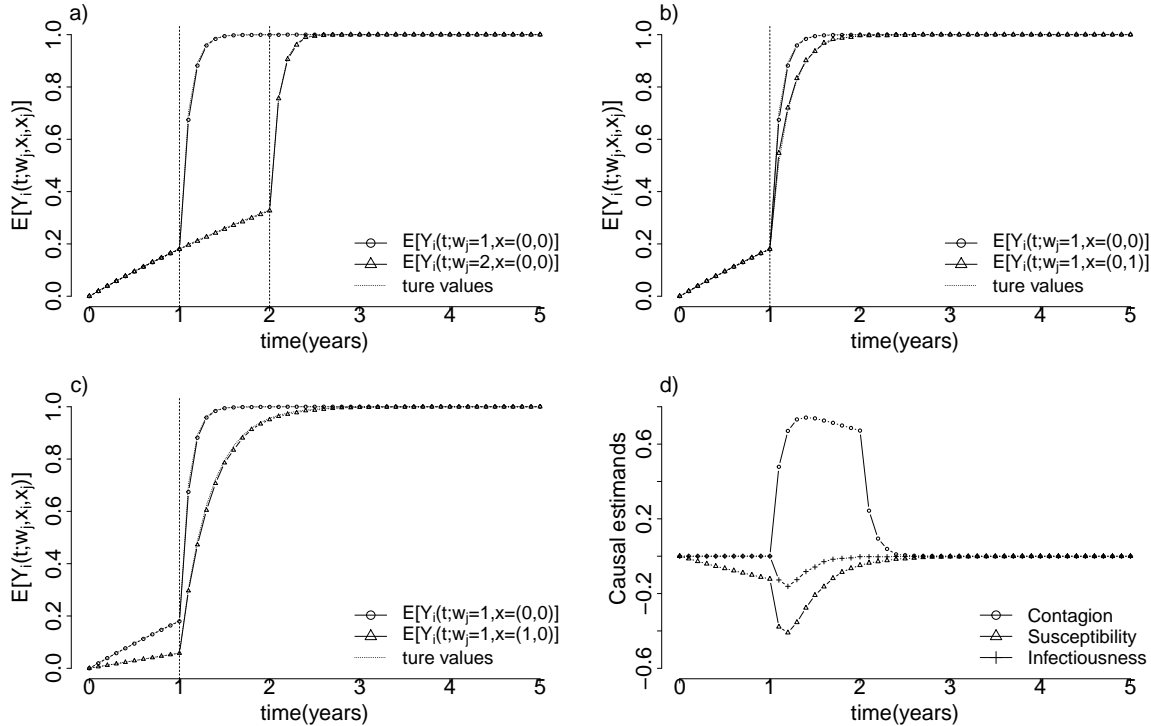 a)
E[Y_i(t;w_j,x_i,x_j)]
1.0
0.8
0.6
0.4
0.2
0.0
E[Y_i(t;w_j=1,x=(0,0)]
E[Y_i(t;w_j=2,x=(0,0)]
ture values
0 1 2 3 4 5
time(years)
b)
E[Y_i(t;w_j,x_i,x_j)]
1.0
0.8
0.6
0.4
0.2
0.0
E[Y_i(t;w_j=1,x=(0,0)]
E[Y_i(t;w_j=1,x=(0,1)]
ture values
0 1 2 3 4 5
time(years)
c)
E[Y_i(t;w_j,x_i,x_j)]
1.0
0.8
0.6
0.4
0.2
0.0
E[Y_i(t;w_j=1,x=(0,0)]
E[Y_i(t;w_j=1,x=(1,0)]
ture values
0 1 2 3 4 5
time(years)
d)
Causal estimands
0.6
0.2
−0.2
−0.6
Contagion
Susceptibility
Infectiousness
0 1 2 3 4 5
time(years)